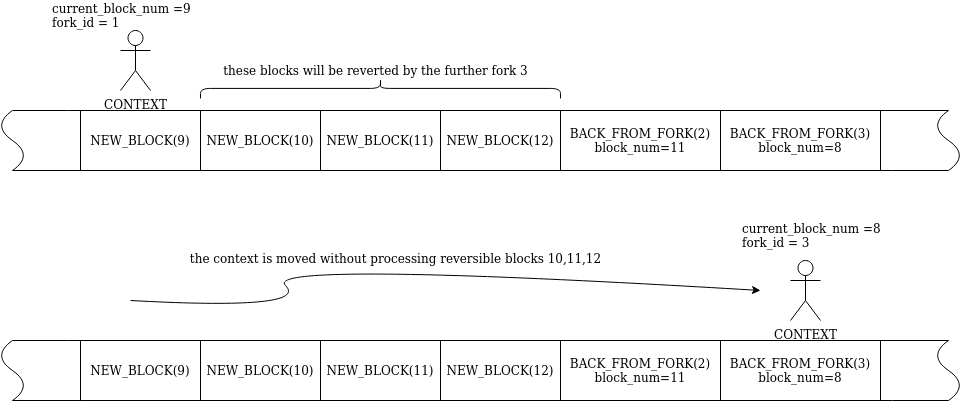 current_block_num =9
fork_id = 1
these blocks will be reverted by the further fork 3
CONTEXT
NEW_BLOCK(9)
NEW_BLOCK(10)
NEW_BLOCK(11)
NEW_BLOCK(12)
BACK_FROM_FORK(2)
block_num=11
BACK_FROM_FORK(3)
block_num=8
current_block_num =8
fork_id = 3
the context is moved without processing reversible blocks 10,11,12
CONTEXT
NEW_BLOCK(9)
NEW_BLOCK(10)
NEW_BLOCK(11)
NEW_BLOCK(12)
BACK_FROM_FORK(2)
block_num=11
BACK_FROM_FORK(3)
block_num=8